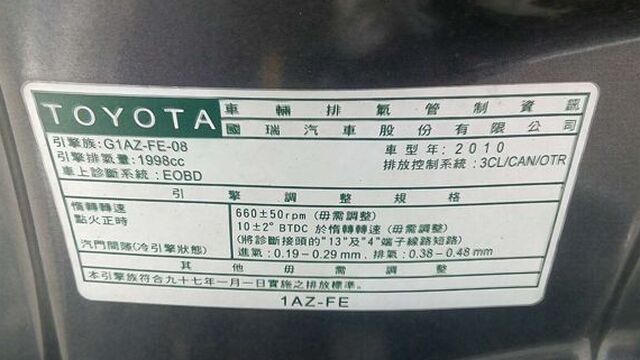 TOYOTA
車輛排氣管制資訊
國瑞汽車股份有限公司
引擎族:G1AZ-FE-08
車型年:2010
引擎排氣量:1998cc
排放控制系統:3CL/CAN/OTR
車上診斷系統:EOBD
引擎調整規格
惰轉轉速
660±50rpm (毋需調整)
點火正時
10±2° BTDC 於惰轉轉速 (毋需調整)
(將診斷接頭的"13"及"4"端子線路短路)
汽門間隙(冷引擎狀態)
進氣:0.19-0.29mm. 排氣:0.38-0.48mm
其他毋需調整
本引擎族符合九十七年一月一日實施之排放標準。
1AZ-FE